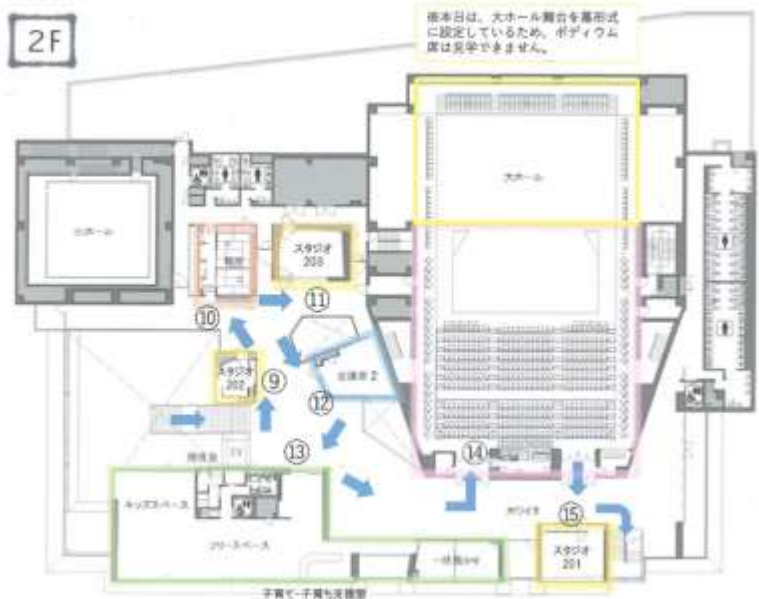 2F
※本日は、大ホール舞台を幕形式
に設定しているため、ポディウム
席は見学できません。
大ホール
小ホール
スタジオ
203
⑪
⑩
スタジオ
202
⑨
会議室2
⑫
⑬
⑭
ホワイエ
⑮
キッズスペース
フリースペース
スタジオ
201
子育て・子育ち支援室